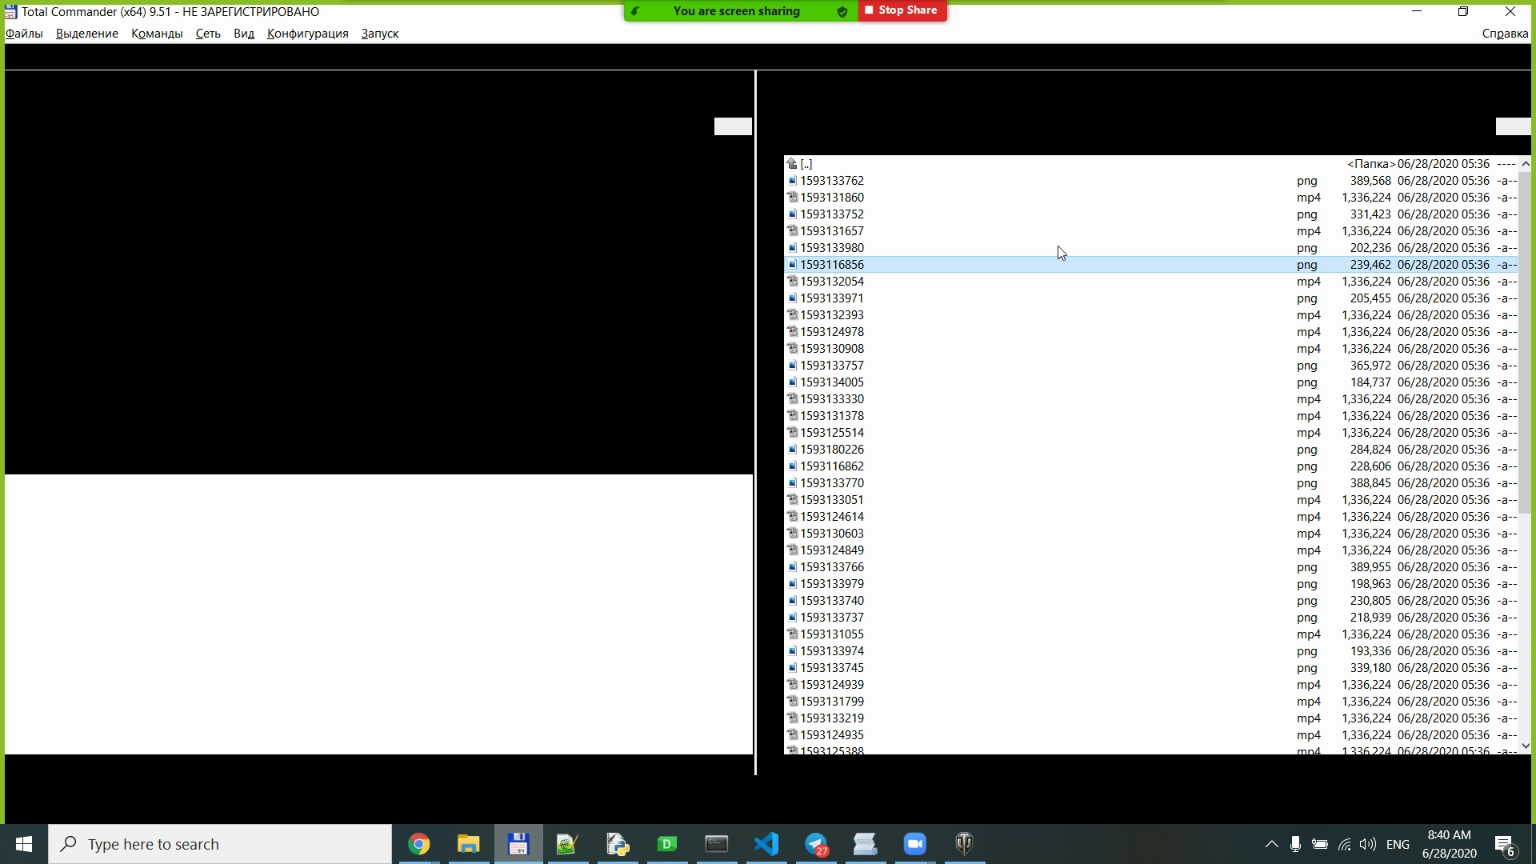 Total Commander (x64) 9.51 - НЕ ЗАРЕГИСТРИРОВАНО
You are screen sharing
Stop Share
Файлы Выделение Команды Сеть Вид Конфигурация Запуск Справка
[..] <Папка> 06/28/2020 05:36 ----
1593133762 png 389,568 06/28/2020 05:36 -a--
1593131860 mp4 1,336,224 06/28/2020 05:36 -a--
1593133752 png 331,423 06/28/2020 05:36 -a--
1593131657 mp4 1,336,224 06/28/2020 05:36 -a--
1593133980 png 202,236 06/28/2020 05:36 -a--
1593116856 png 239,462 06/28/2020 05:36 -a--
1593132054 mp4 1,336,224 06/28/2020 05:36 -a--
1593133971 png 205,455 06/28/2020 05:36 -a--
1593132393 mp4 1,336,224 06/28/2020 05:36 -a--
1593124978 mp4 1,336,224 06/28/2020 05:36 -a--
1593130908 mp4 1,336,224 06/28/2020 05:36 -a--
1593133757 png 365,972 06/28/2020 05:36 -a--
1593134005 png 184,737 06/28/2020 05:36 -a--
1593133330 mp4 1,336,224 06/28/2020 05:36 -a--
1593131378 mp4 1,336,224 06/28/2020 05:36 -a--
1593125514 mp4 1,336,224 06/28/2020 05:36 -a--
1593180226 png 284,824 06/28/2020 05:36 -a--
1593116862 png 228,606 06/28/2020 05:36 -a--
1593133770 png 388,845 06/28/2020 05:36 -a--
1593133051 mp4 1,336,224 06/28/2020 05:36 -a--
1593124614 mp4 1,336,224 06/28/2020 05:36 -a--
1593130603 mp4 1,336,224 06/28/2020 05:36 -a--
1593124849 mp4 1,336,224 06/28/2020 05:36 -a--
1593133766 png 389,955 06/28/2020 05:36 -a--
1593133979 png 198,963 06/28/2020 05:36 -a--
1593133740 png 230,805 06/28/2020 05:36 -a--
1593133737 png 218,939 06/28/2020 05:36 -a--
1593131055 mp4 1,336,224 06/28/2020 05:36 -a--
1593133974 png 193,336 06/28/2020 05:36 -a--
1593133745 png 339,180 06/28/2020 05:36 -a--
1593124939 mp4 1,336,224 06/28/2020 05:36 -a--
1593131799 mp4 1,336,224 06/28/2020 05:36 -a--
1593133219 mp4 1,336,224 06/28/2020 05:36 -a--
1593124935 mp4 1,336,224 06/28/2020 05:36 -a--
1593125388 mp4 1,336,224 06/28/2020 05:36 -a--
Type here to search
D
27
ENG
8:40 AM
6/28/2020
6